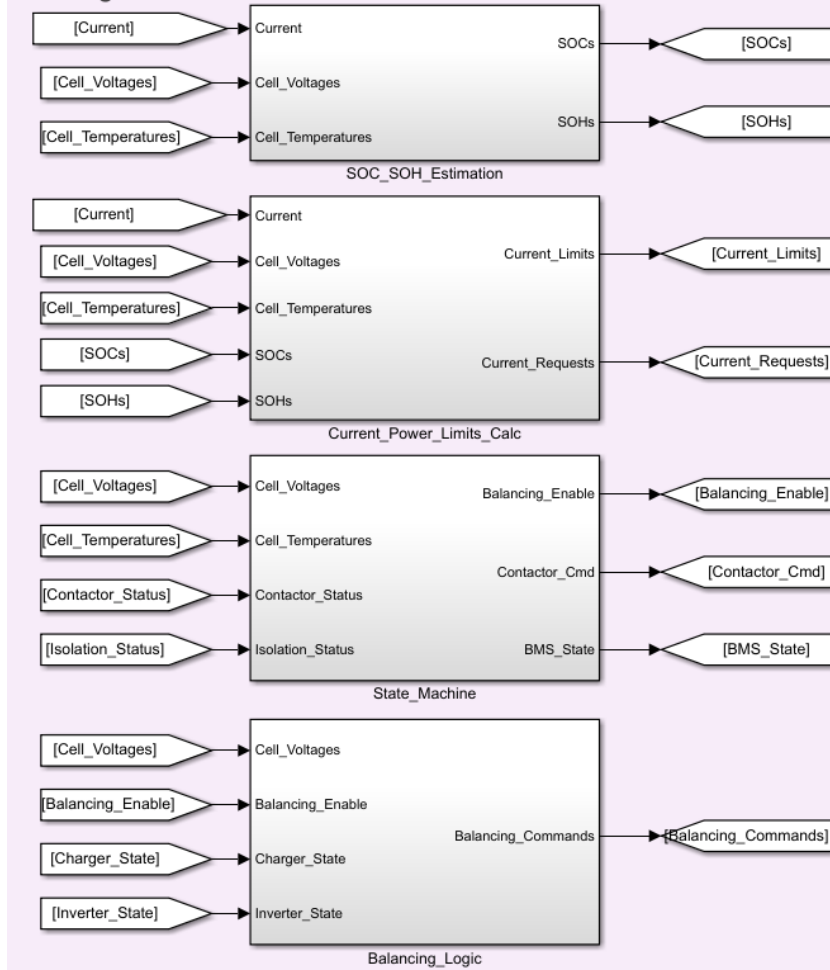 [Current] Current SOCs [SOCs]
[Cell_Voltages] Cell_Voltages
[Cell_Temperatures] Cell_Temperatures SOHs [SOHs]
SOC_SOH_Estimation
[Current] Current
[Cell_Voltages] Cell_Voltages Current_Limits [Current_Limits]
[Cell_Temperatures] Cell_Temperatures
[SOCs] SOCs Current_Requests [Current_Requests]
[SOHs] SOHs
Current_Power_Limits_Calc
[Cell_Voltages] Cell_Voltages Balancing_Enable [Balancing_Enable]
[Cell_Temperatures] Cell_Temperatures Contactor_Cmd [Contactor_Cmd]
[Contactor_Status] Contactor_Status
[Isolation_Status] Isolation_Status BMS_State [BMS_State]
State_Machine
[Cell_Voltages] Cell_Voltages
[Balancing_Enable] Balancing_Enable Balancing_Commands [Balancing_Commands]
[Charger_State] Charger_State
[Inverter_State] Inverter_State
Balancing_Logic